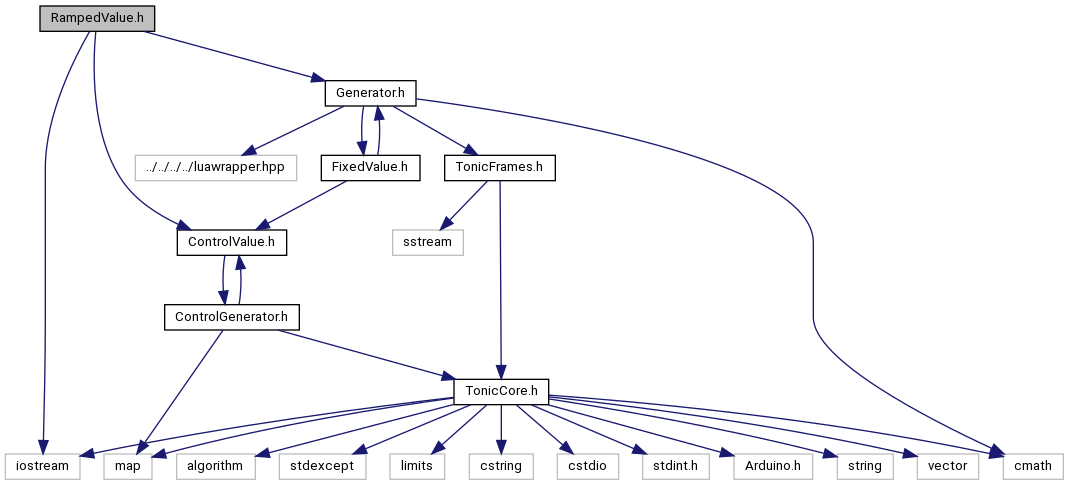 RampedValue.h
Generator.h
../../../../luawrapper.hpp
FixedValue.h
TonicFrames.h
ControlValue.h
sstream
ControlGenerator.h
TonicCore.h
iostream
map
algorithm
stdexcept
limits
cstring
cstdio
stdint.h
Arduino.h
string
vector
cmath